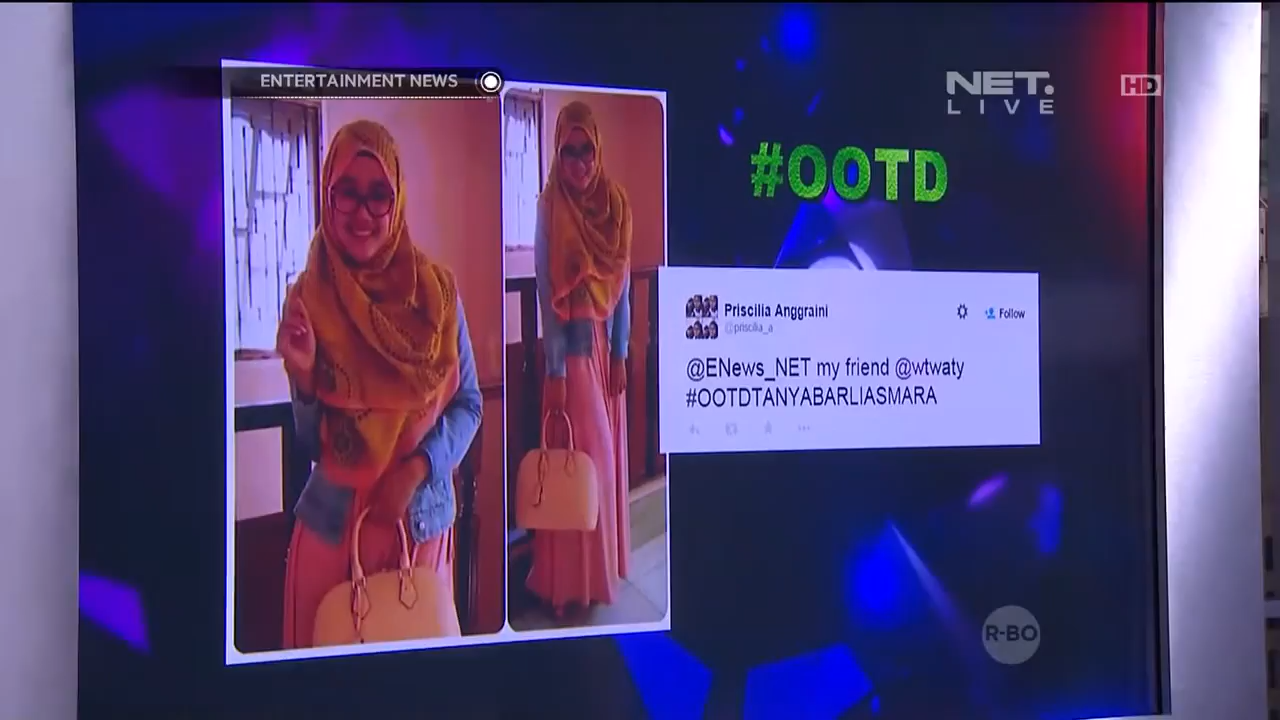 ENTERTAINMENT NEWS
NET.
LIVE
HD
#OOTD
Priscilia Anggraini
@priscilia_a
Follow
@ENews_NET my friend @wtwaty
#OOTDTANYABARLIASMARA
R-BO